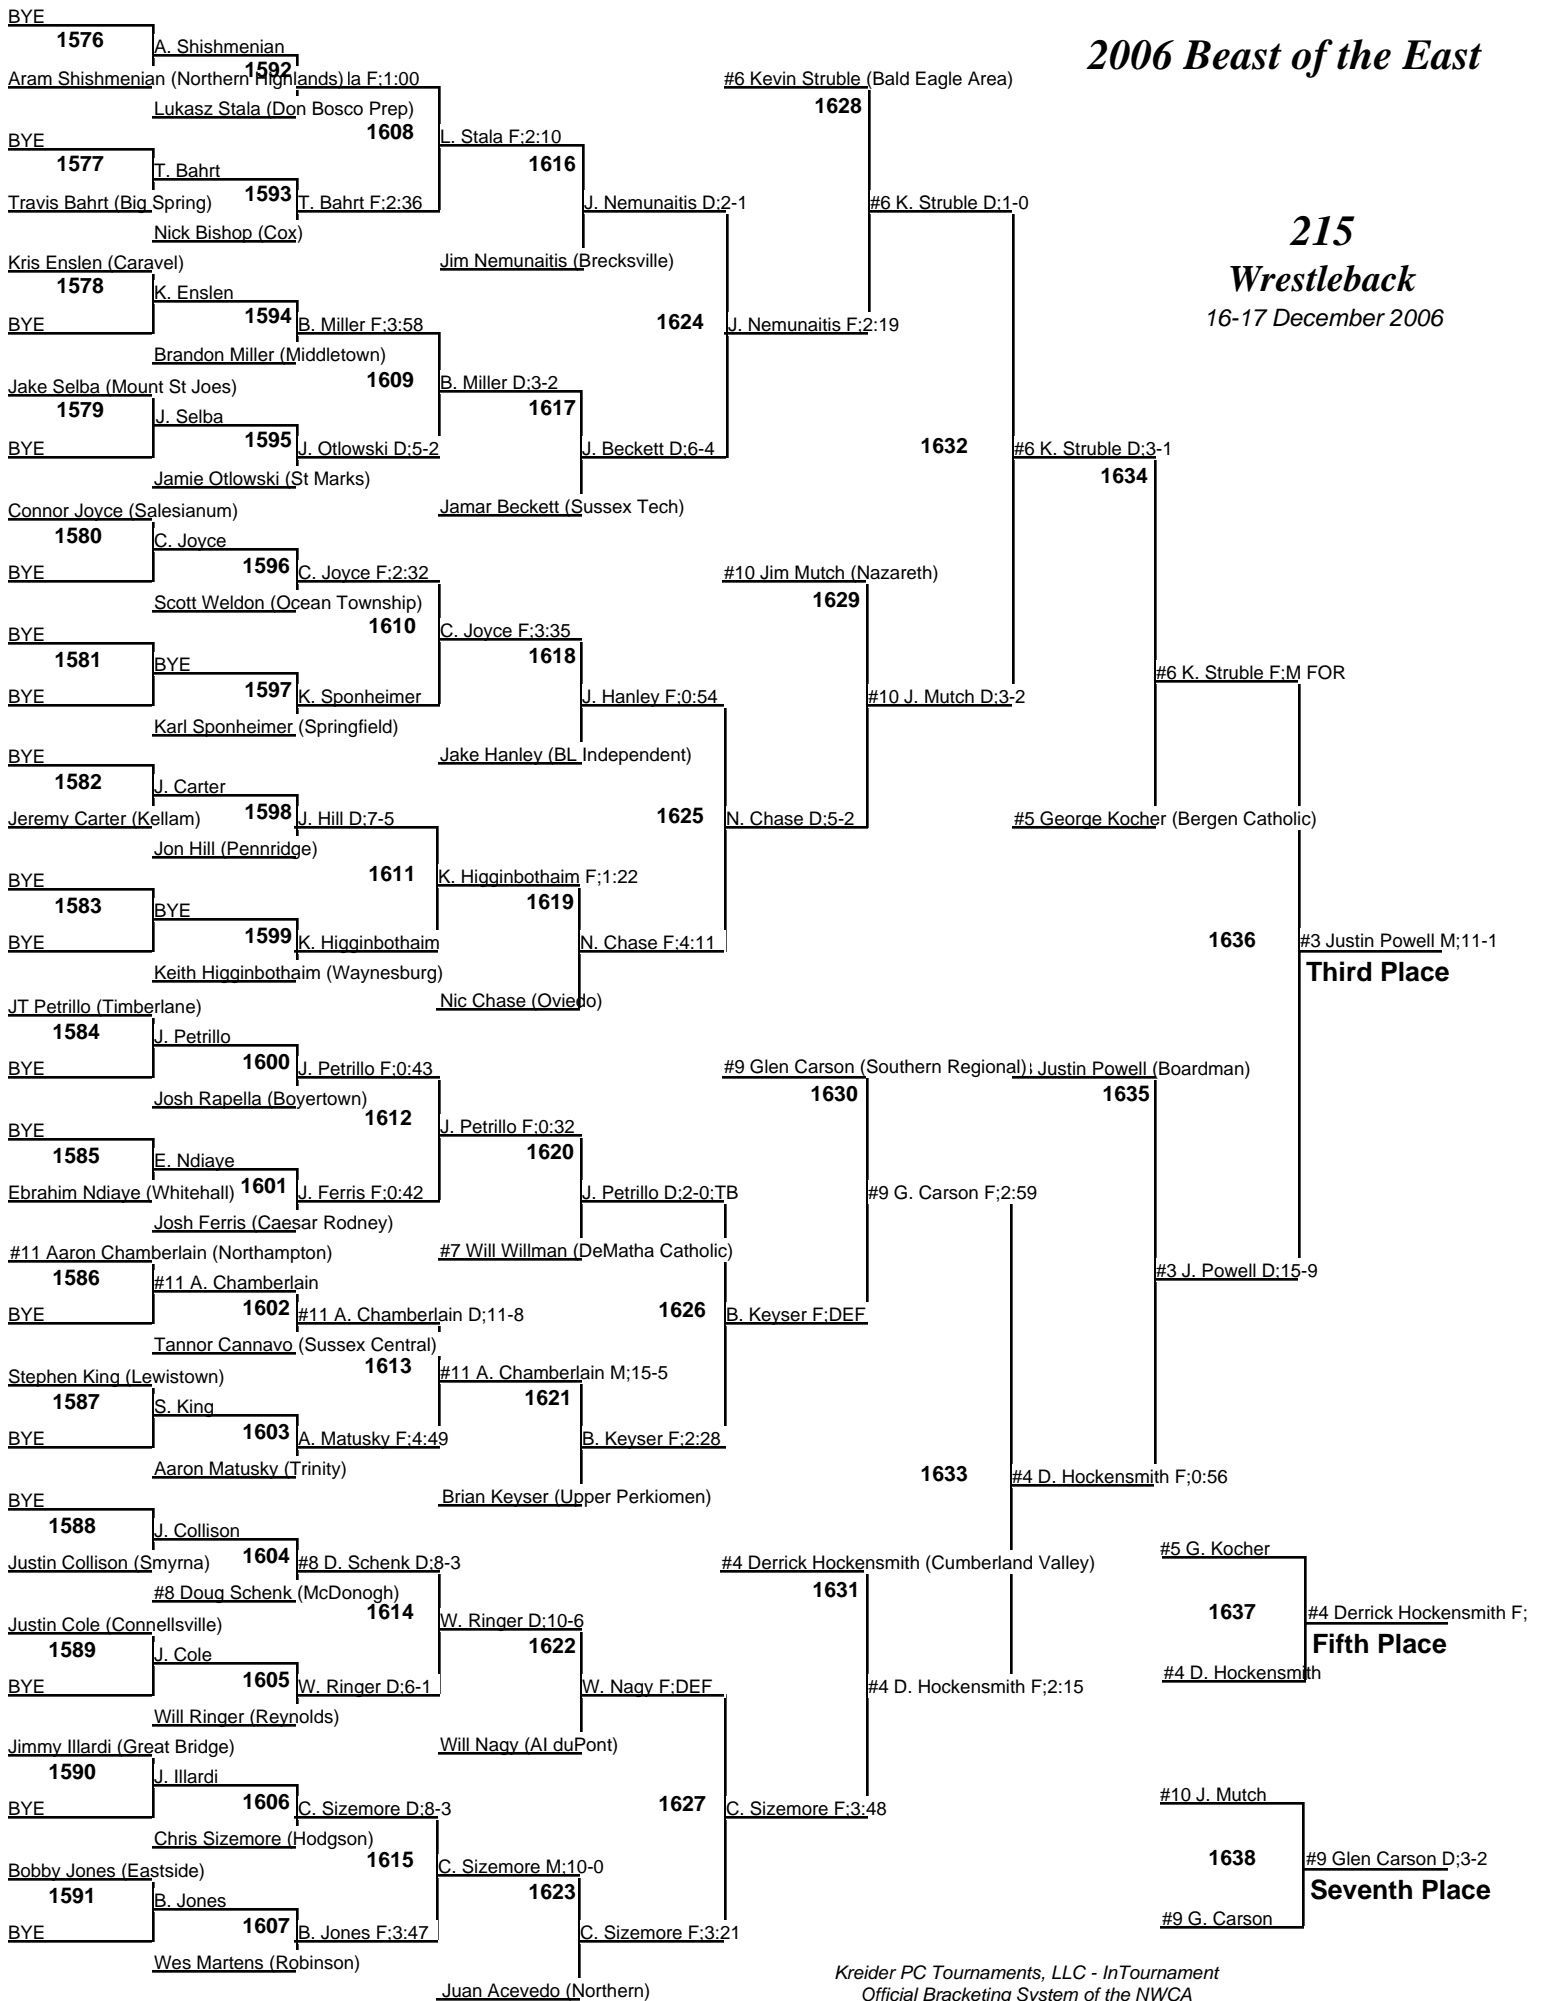 2006 Beast of the East
215
Wrestleback
16-17 December 2006
BYE
1576
A. Shishmenian
Aram Shishmenian (Northern Highlands)
1592
la F;1:00
Lukasz Stala (Don Bosco Prep)
1608
L. Stala F;2:10
BYE
1577
T. Bahrt
Travis Bahrt (Big Spring)
1593
T. Bahrt F;2:36
Nick Bishop (Cox)
1616
J. Nemunaitis D;2-1
Jim Nemunaitis (Brecksville)
Kris Enslen (Caravel)
1578
K. Enslen
BYE
1594
B. Miller F;3:58
Brandon Miller (Middletown)
1609
B. Miller D;3-2
Jake Selba (Mount St Joes)
1579
J. Selba
BYE
1595
J. Otlowski D;5-2
Jamie Otlowski (St Marks)
1617
J. Beckett D;6-4
Jamar Beckett (Sussex Tech)
1624
J. Nemunaitis F;2:19
#6 Kevin Struble (Bald Eagle Area)
1628
#6 K. Struble D;1-0
Connor Joyce (Salesianum)
1580
C. Joyce
BYE
1596
C. Joyce F;2:32
Scott Weldon (Ocean Township)
1610
C. Joyce F;3:35
BYE
1581
BYE
BYE
1597
K. Sponheimer
Karl Sponheimer (Springfield)
1618
J. Hanley F;0:54
Jake Hanley (BL Independent)
BYE
1582
J. Carter
Jeremy Carter (Kellam)
1598
J. Hill D;7-5
Jon Hill (Pennridge)
1611
K. Higginbothaim F;1:22
BYE
1583
BYE
BYE
1599
K. Higginbothaim
Keith Higginbothaim (Waynesburg)
1619
N. Chase F;4:11
Nic Chase (Oviedo)
1625
N. Chase D;5-2
#10 Jim Mutch (Nazareth)
1629
#10 J. Mutch D;3-2
1632
#6 K. Struble D;3-1
1634
#6 K. Struble F;M FOR
#5 George Kocher (Bergen Catholic)
1636
#3 Justin Powell M;11-1
Third Place
JT Petrillo (Timberlane)
1584
J. Petrillo
BYE
1600
J. Petrillo F;0:43
Josh Rapella (Boyertown)
1612
J. Petrillo F;0:32
BYE
1585
E. Ndiaye
Ebrahim Ndiaye (Whitehall)
1601
J. Ferris F;0:42
Josh Ferris (Caesar Rodney)
1620
J. Petrillo D;2-0;TB
#7 Will Willman (DeMatha Catholic)
#11 Aaron Chamberlain (Northampton)
1586
#11 A. Chamberlain
BYE
1602
#11 A. Chamberlain D;11-8
Tannor Cannavo (Sussex Central)
1613
#11 A. Chamberlain M;15-5
Stephen King (Lewistown)
1587
S. King
BYE
1603
A. Matusky F;4:49
Aaron Matusky (Trinity)
1621
B. Keyser F;2:28
Brian Keyser (Upper Perkiomen)
1626
B. Keyser F;DEF
#9 Glen Carson (Southern Regional)
1630
#9 G. Carson F;2:59
Justin Powell (Boardman)
1635
#3 J. Powell D;15-9
1633
#4 D. Hockensmith F;0:56
BYE
1588
J. Collison
Justin Collison (Smyrna)
1604
#8 D. Schenk D;8-3
#8 Doug Schenk (McDonogh)
1614
W. Ringer D;10-6
Justin Cole (Connellsville)
1589
J. Cole
BYE
1605
W. Ringer D;6-1
Will Ringer (Reynolds)
1622
W. Nagy F;DEF
Will Nagy (AI duPont)
#4 Derrick Hockensmith (Cumberland Valley)
1631
#4 D. Hockensmith F;2:15
Jimmy Illardi (Great Bridge)
1590
J. Illardi
BYE
1606
C. Sizemore D;8-3
Chris Sizemore (Hodgson)
1615
C. Sizemore M;10-0
Bobby Jones (Eastside)
1591
B. Jones
BYE
1607
B. Jones F;3:47
Wes Martens (Robinson)
1623
C. Sizemore F;3:21
Juan Acevedo (Northern)
1627
C. Sizemore F;3:48
#5 G. Kocher
1637
#4 Derrick Hockensmith F;
Fifth Place
#4 D. Hockensmith
#10 J. Mutch
1638
#9 Glen Carson D;3-2
Seventh Place
#9 G. Carson
Kreider PC Tournaments, LLC - InTournament
Official Bracketing System of the NWCA